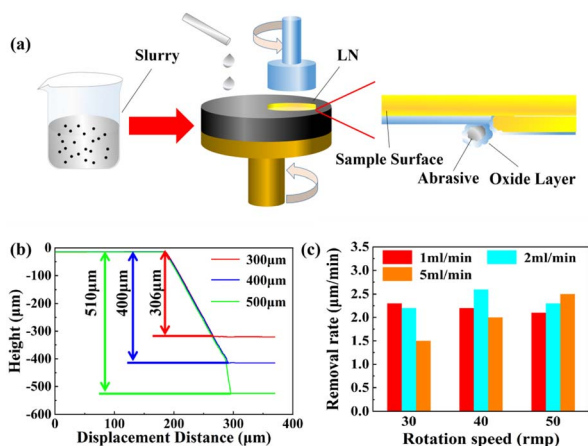 (a)
Slurry
LN
Sample Surface
Abrasive
Oxide Layer
(b)
0
-100
-200
-300
-400
-500
-600
Height (μm)
510μm
400μm
306μm
300μm
400μm
500μm
0 100 200 300 400
Displacement Distance (μm)
(c)
3.5
3.0
2.5
2.0
1.5
1.0
0.5
0.0
Removal rate (μm/min)
1ml/min 2ml/min
5ml/min
30 40 50
Rotation speed (rmp)